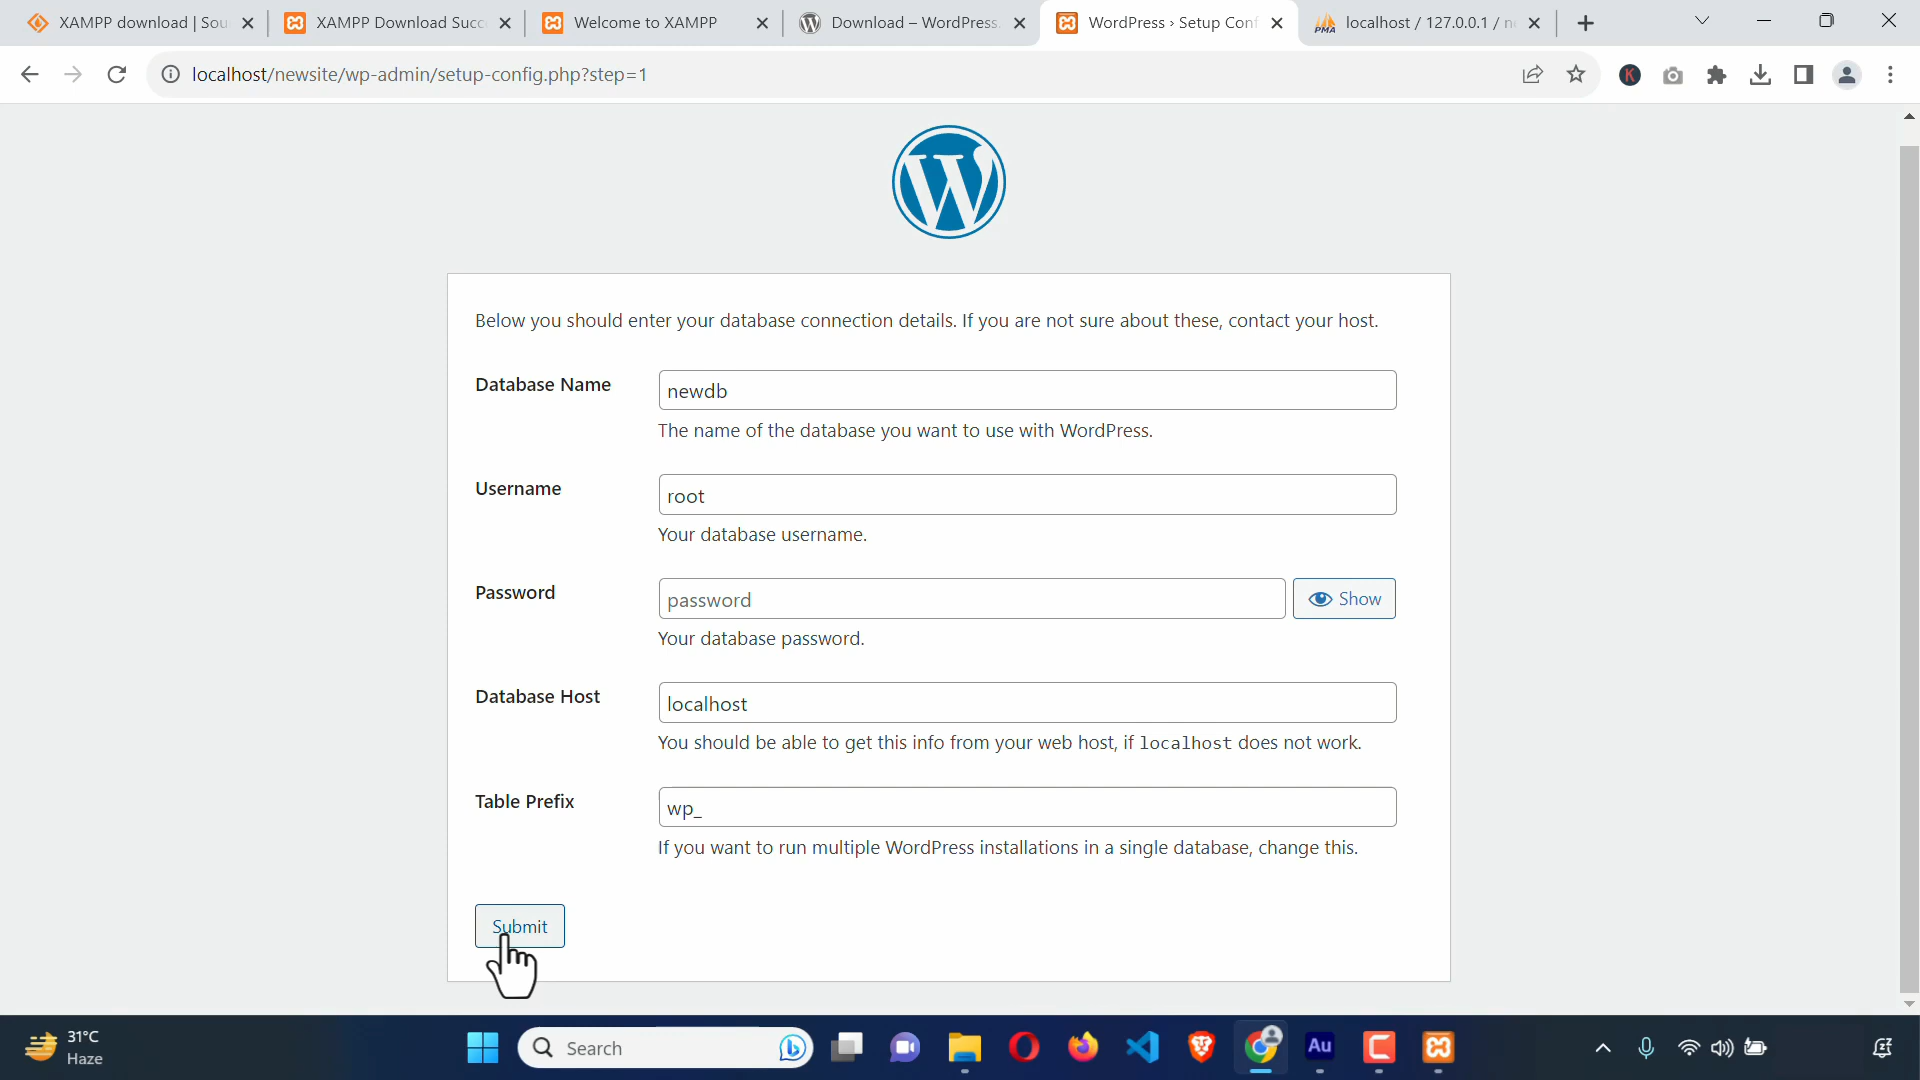 XAMPP download | Sou
XAMPP Download Succ
Welcome to XAMPP
Download – WordPress.
WordPress › Setup Conf
localhost / 127.0.0.1 / n
localhost/newsite/wp-admin/setup-config.php?step=1
Below you should enter your database connection details. If you are not sure about these, contact your host.
Database Name
newdb
The name of the database you want to use with WordPress.
Username
root
Your database username.
Password
password
Show
Your database password.
Database Host
localhost
You should be able to get this info from your web host, if localhost does not work.
Table Prefix
wp_
If you want to run multiple WordPress installations in a single database, change this.
Submit
31°C
Haze
Search
Au